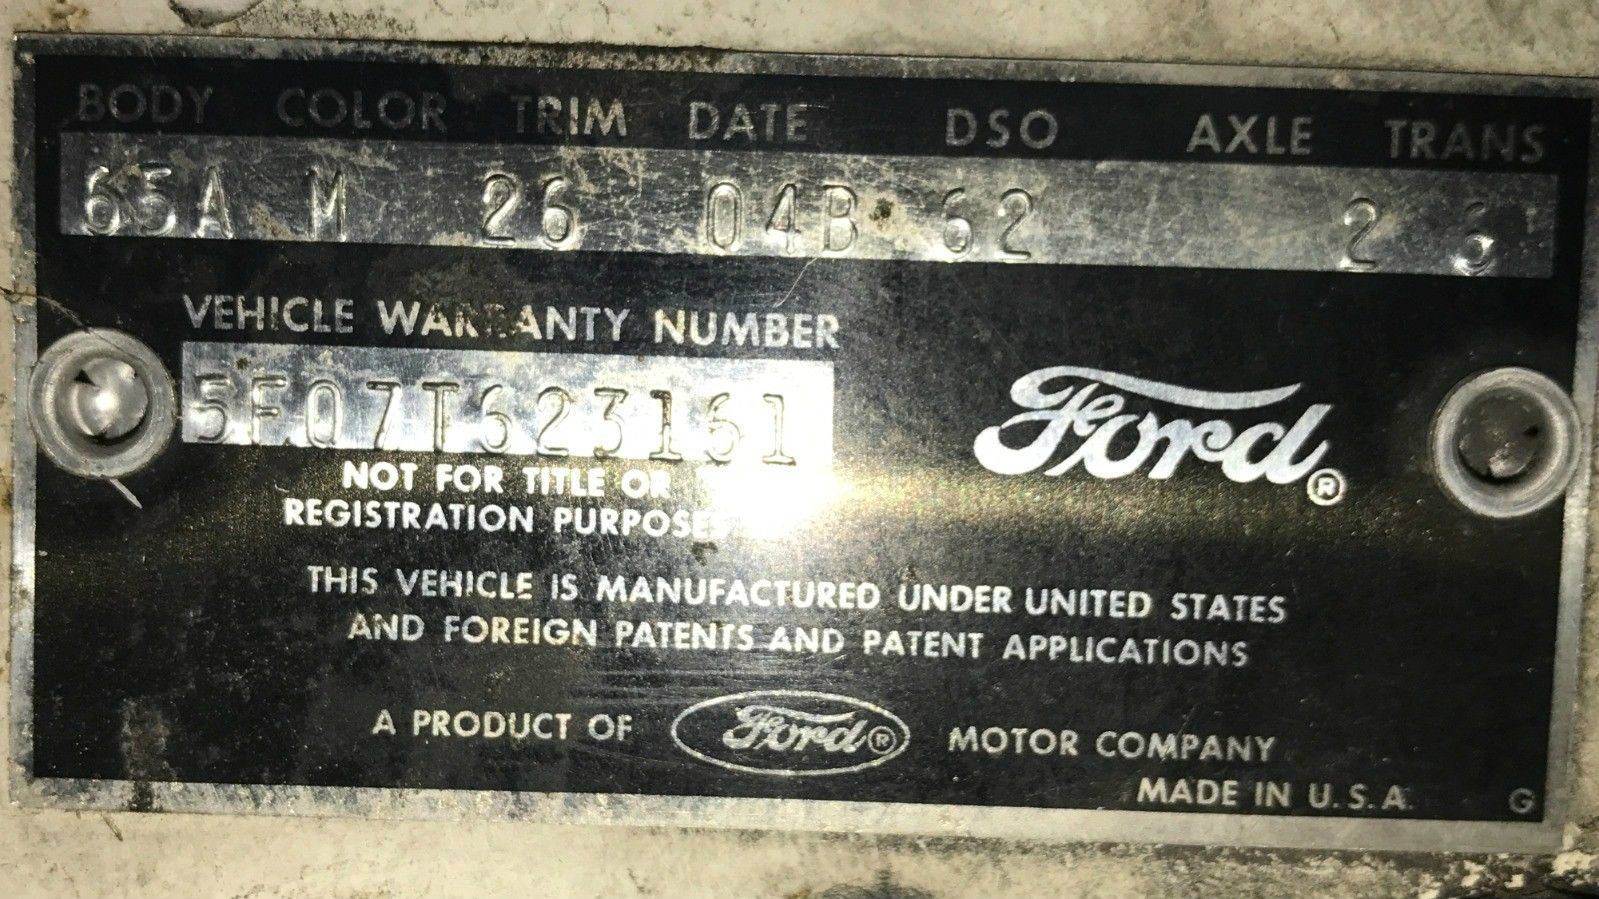 BODY COLOR TRIM DATE DSO AXLE TRANS
65A M 26 04B 62 2 6
VEHICLE WARRANTY NUMBER
5F07T623161
NOT FOR TITLE OR
REGISTRATION PURPOSES
Ford®
THIS VEHICLE IS MANUFACTURED UNDER UNITED STATES
AND FOREIGN PATENTS AND PATENT APPLICATIONS
A PRODUCT OF Ford® MOTOR COMPANY
MADE IN U.S.A.
G